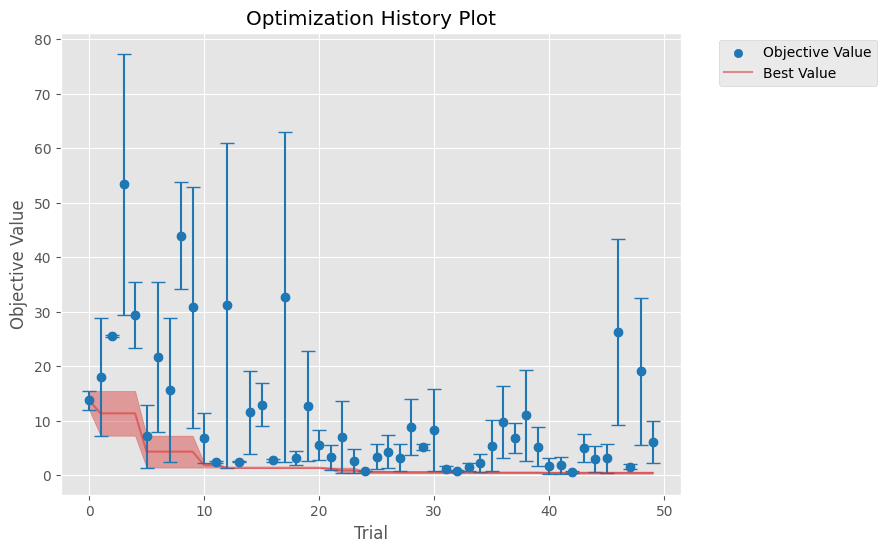 Optimization History Plot
Objective Value
Best Value
Objective Value
80
70
60
50
40
30
20
10
0
0 10 20 30 40 50
Trial